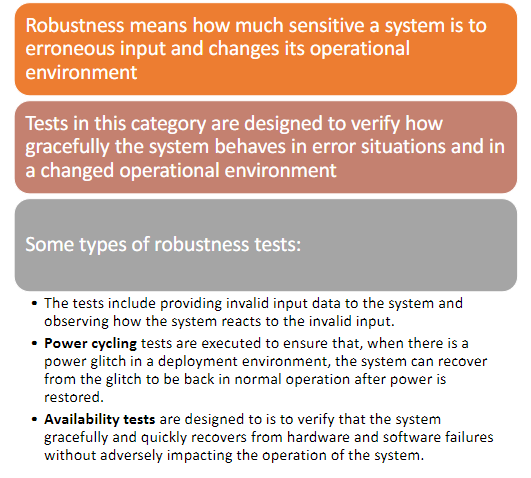 Robustness means how much sensitive a system is to
erroneous input and changes its operational
environment
Tests in this category are designed to verify how
gracefully the system behaves in error situations and in
a changed operational environment
Some types of robustness tests:
• The tests include providing invalid input data to the system and
observing how the system reacts to the invalid input.
• Power cycling tests are executed to ensure that, when there is a
power glitch in a deployment environment, the system can recover
from the glitch to be back in normal operation after power is
restored.
• Availability tests are designed to is to verify that the system
gracefully and quickly recovers from hardware and software failures
without adversely impacting the operation of the system.